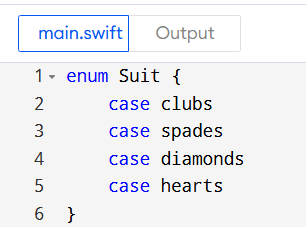 main.swift Output
1 enum Suit {
2     case clubs
3     case spades
4     case diamonds
5     case hearts
6 }